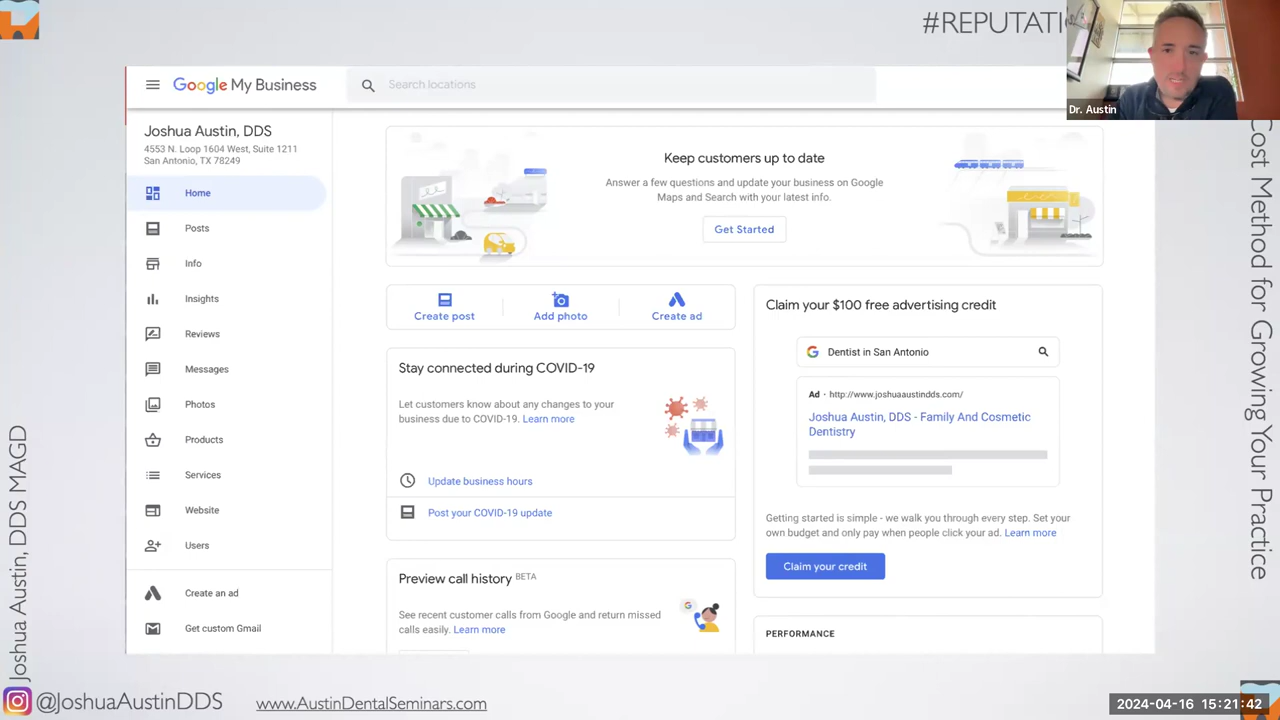 #REPUTATI
Dr. Austin
Google My Business
Search locations
Joshua Austin, DDS
4553 N. Loop 1604 West, Suite 1211
San Antonio, TX 78249
Home
Posts
Info
Insights
Reviews
Messages
Photos
Products
Services
Website
Users
Create an ad
Get custom Gmail
Keep customers up to date
Answer a few questions and update your business on Google
Maps and Search with your latest info.
Get Started
Create post
Add photo
Create ad
Stay connected during COVID-19
Let customers know about any changes to your
business due to COVID-19. Learn more
Update business hours
Post your COVID-19 update
Preview call history BETA
See recent customer calls from Google and return missed
calls easily. Learn more
Claim your $100 free advertising credit
Dentist in San Antonio
Ad · http://www.joshuaaustindds.com/
Joshua Austin, DDS - Family And Cosmetic
Dentistry
Getting started is simple - we walk you through every step. Set your
own budget and only pay when people click your ad. Learn more
Claim your credit
PERFORMANCE
Joshua Austin, DDS MAGD
Cost Method for Growing Your Practice
@JoshuaAustinDDS
www.AustinDentalSeminars.com
2024-04-16 15:21:42